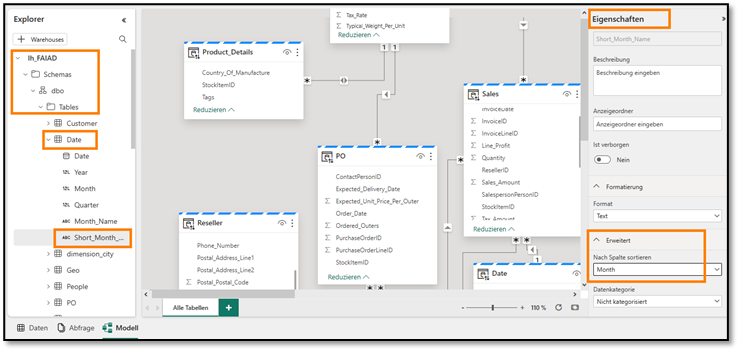 Explorer
Warehouses
lh_FAIAD
Schemas
dbo
Tables
Customer
Date
Date
Year
Month
Quarter
Month_Name
Short_Month_...
dimension_city
Geo
People
PO
Tax_Rate
Typical_Weight_Per_Unit
Reduzieren
Product_Details
Country_Of_Manufacture
StockItemID
Tags
Reduzieren
1 1
PO
ContactPersonID
Expected_Delivery_Date
Expected_Unit_Price_Per_Outer
Order_Date
Ordered_Outers
PurchaseOrderID
PurchaseOrderLineID
StockItemID
Reduzieren
Reseller
Phone_Number
Postal_Address_Line1
Postal_Address_Line2
Postal_Postal_Code
Sales
InvoiceDate
InvoiceID
InvoiceLineID
Line_Profit
Quantity
ResellerID
Sales_Amount
SalespersonPersonID
StockItemID
Tax_Amount
Reduzieren
1
Date
Alle Tabellen
110 %
Eigenschaften
Short_Month_Name
Beschreibung
Beschreibung eingeben
Anzeigeordner
Anzeigeordner eingeben
Ist verborgen
Nein
Formatierung
Format
Text
Erweitert
Nach Spalte sortieren
Month
Datenkategorie
Nicht kategorisiert
Daten Abfrage Modell